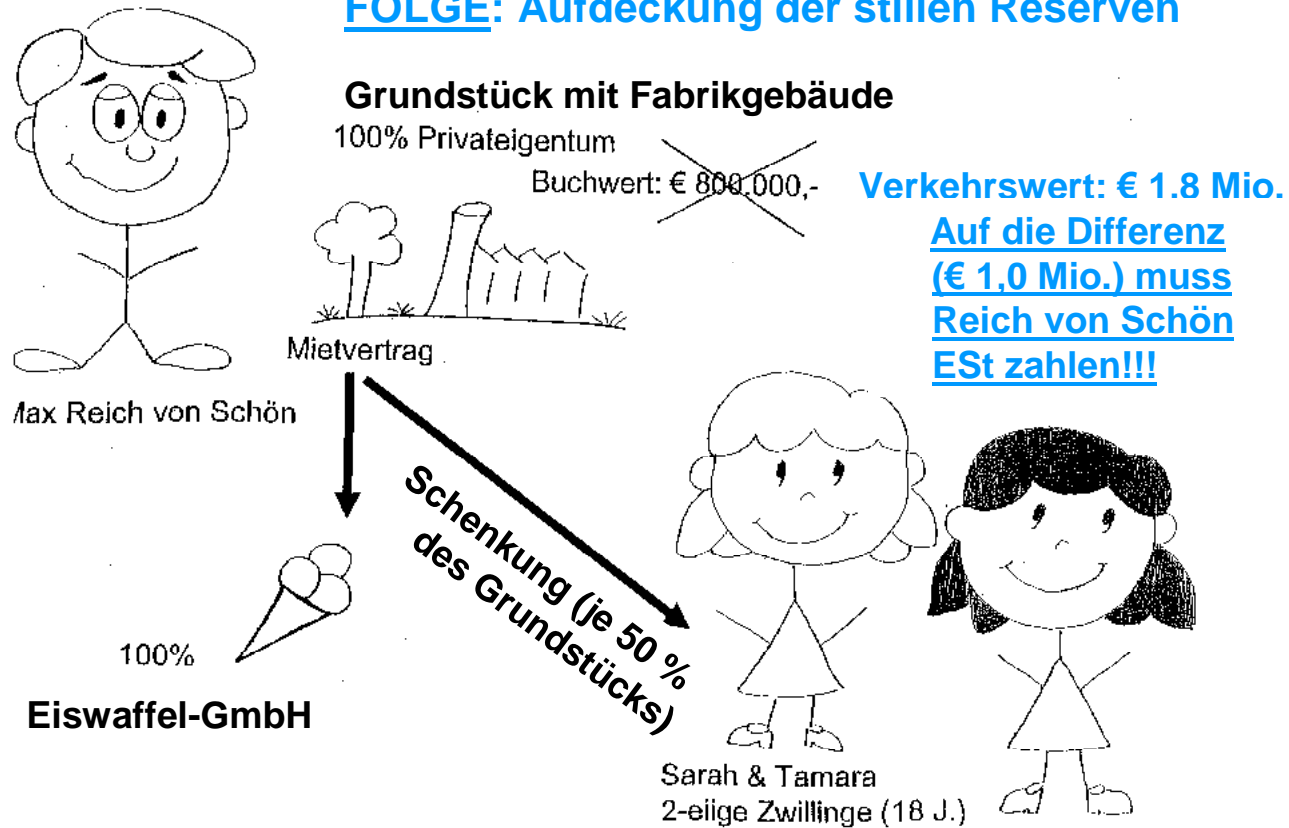 FOLGE: Aufdeckung der stillen Reserven
Grundstück mit Fabrikgebäude
100% Privateigentum
Buchwert: € 800.000,-
Verkehrswert: € 1.8 Mio.
Auf die Differenz
(€ 1,0 Mio.) muss
Reich von Schön
ESt zahlen!!!
Mietvertrag
Max Reich von Schön
Schenkung (je 50 %
des Grundstücks)
100%
Eiswaffel-GmbH
Sarah & Tamara
2-eiige Zwillinge (18 J.)